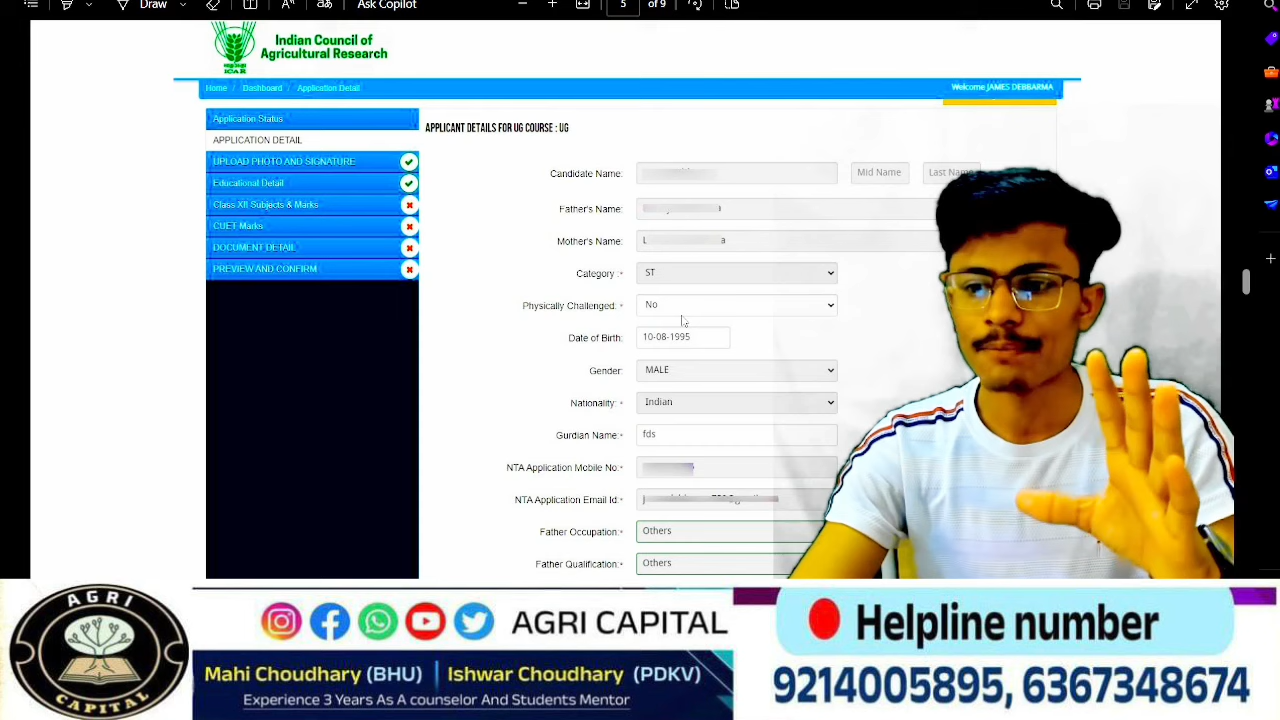 Draw
Ask Copilot
5 of 9
Indian Council of
Agricultural Research
ICAR
Home / Dashboard / Application Detail
Welcome JAMES DEBBARMA
Application Status
APPLICATION DETAIL
UPLOAD PHOTO AND SIGNATURE
Educational Detail
Class XII Subjects & Marks
CUET Marks
DOCUMENT DETAIL
PREVIEW AND CONFIRM
APPLICANT DETAILS FOR UG COURSE : UG
Candidate Name:
Mid Name
Last Name
Father's Name:
Mother's Name:
Category :*
ST
Physically Challenged:*
No
Date of Birth:
10-08-1995
Gender:
MALE
Nationality:*
Indian
Gurdian Name:*
fds
NTA Application Mobile No:*
NTA Application Email Id:*
Father Occupation:*
Others
Father Qualification:*
Others
AGRI
CAPITAL
AGRI CAPITAL
Mahi Choudhary (BHU) | Ishwar Choudhary (PDKV)
Experience 3 Years As A counselor And Students Mentor
Helpline number
9214005895, 6367348674